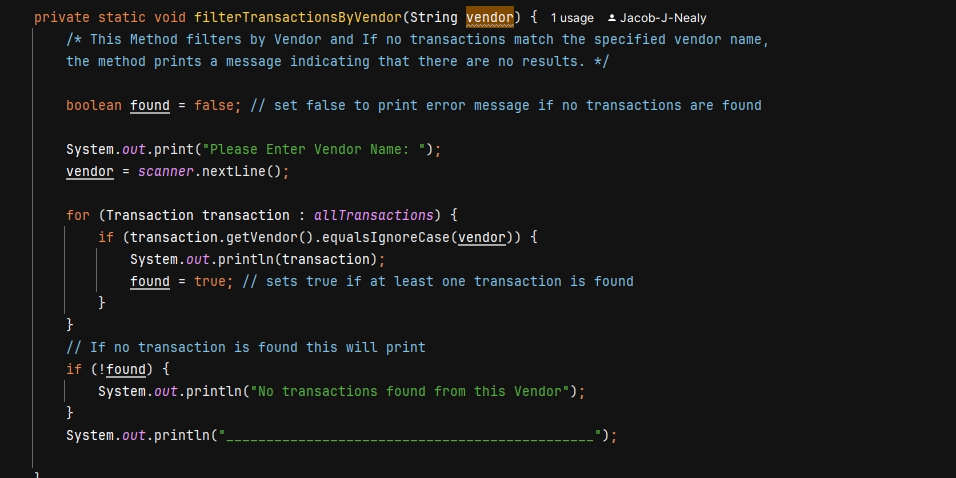 private static void filterTransactionsByVendor(String vendor) { 1 usage Jacob-J-Nealy
/* This Method filters by Vendor and If no transactions match the specified vendor name,
the method prints a message indicating that there are no results. */
boolean found = false; // set false to print error message if no transactions are found
System.out.print("Please Enter Vendor Name: ");
vendor = scanner.nextLine();
for (Transaction transaction : allTransactions) {
if (transaction.getVendor().equalsIgnoreCase(vendor)) {
System.out.println(transaction);
found = true; // sets true if at least one transaction is found
}
}
// If no transaction is found this will print
if (!found) {
System.out.println("No transactions found from this Vendor");
}
System.out.println("______________________________________________");
}